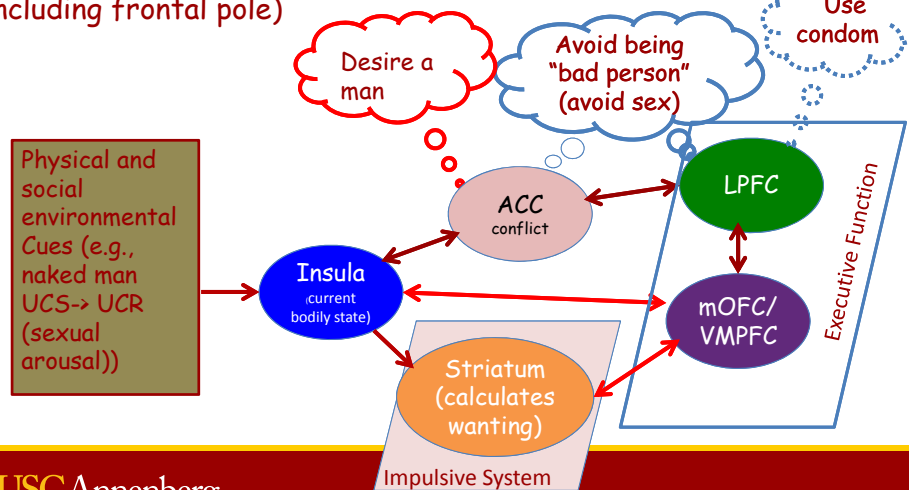 ncluding frontal pole)
Use
condom
Desire a
man
Avoid being
"bad person"
(avoid sex)
Physical and
social
environmental
Cues (e.g.,
naked man
UCS-> UCR
(sexual
arousal))
ACC
conflict
LPFC
Executive Function
Insula
(current
bodily state)
mOFC/
VMPFC
Striatum
(calculates
wanting)
Impulsive System
USC Annenberg